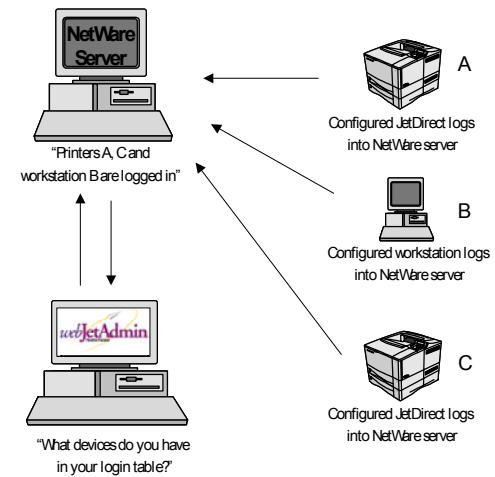 NetWare
Server
A
Configured JetDirect logs
into NetWare server
"Printers A, C and
workstation B are logged in"
B
Configured workstation logs
into NetWare server
webJetAdmin
C
Configured JetDirect logs
into NetWare server
"What devices do you have
in your login table?"